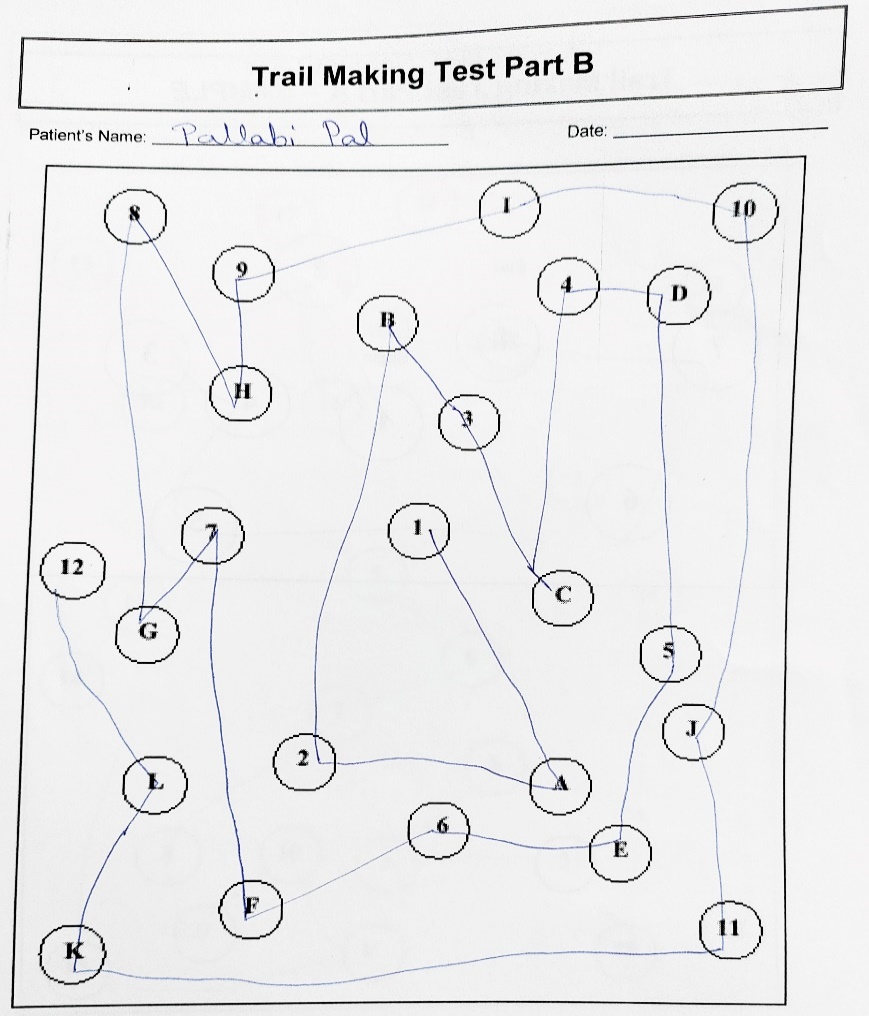 Trail Making Test Part B
Patient's Name: Pallabi Pal Date:
8 I 10
9 4 D
B
H 3
7 1
12 C
G 5
J
2 A
L
6 E
F 11
K